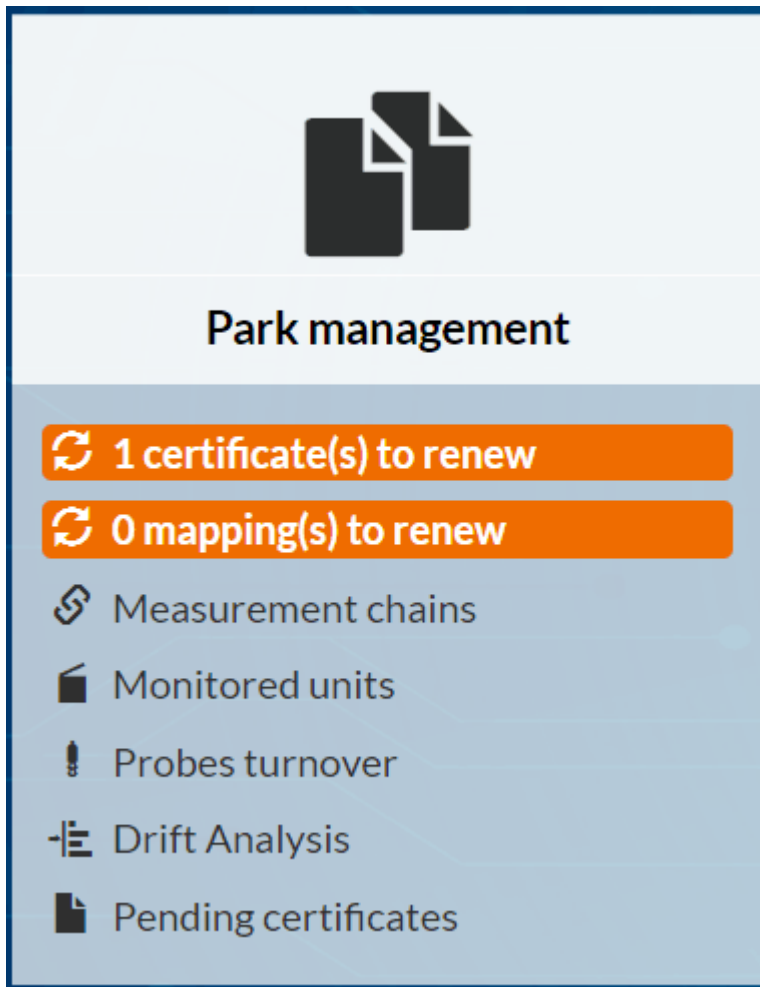 Park management
1 certificate(s) to renew
0 mapping(s) to renew
Measurement chains
Monitored units
Probes turnover
Drift Analysis
Pending certificates